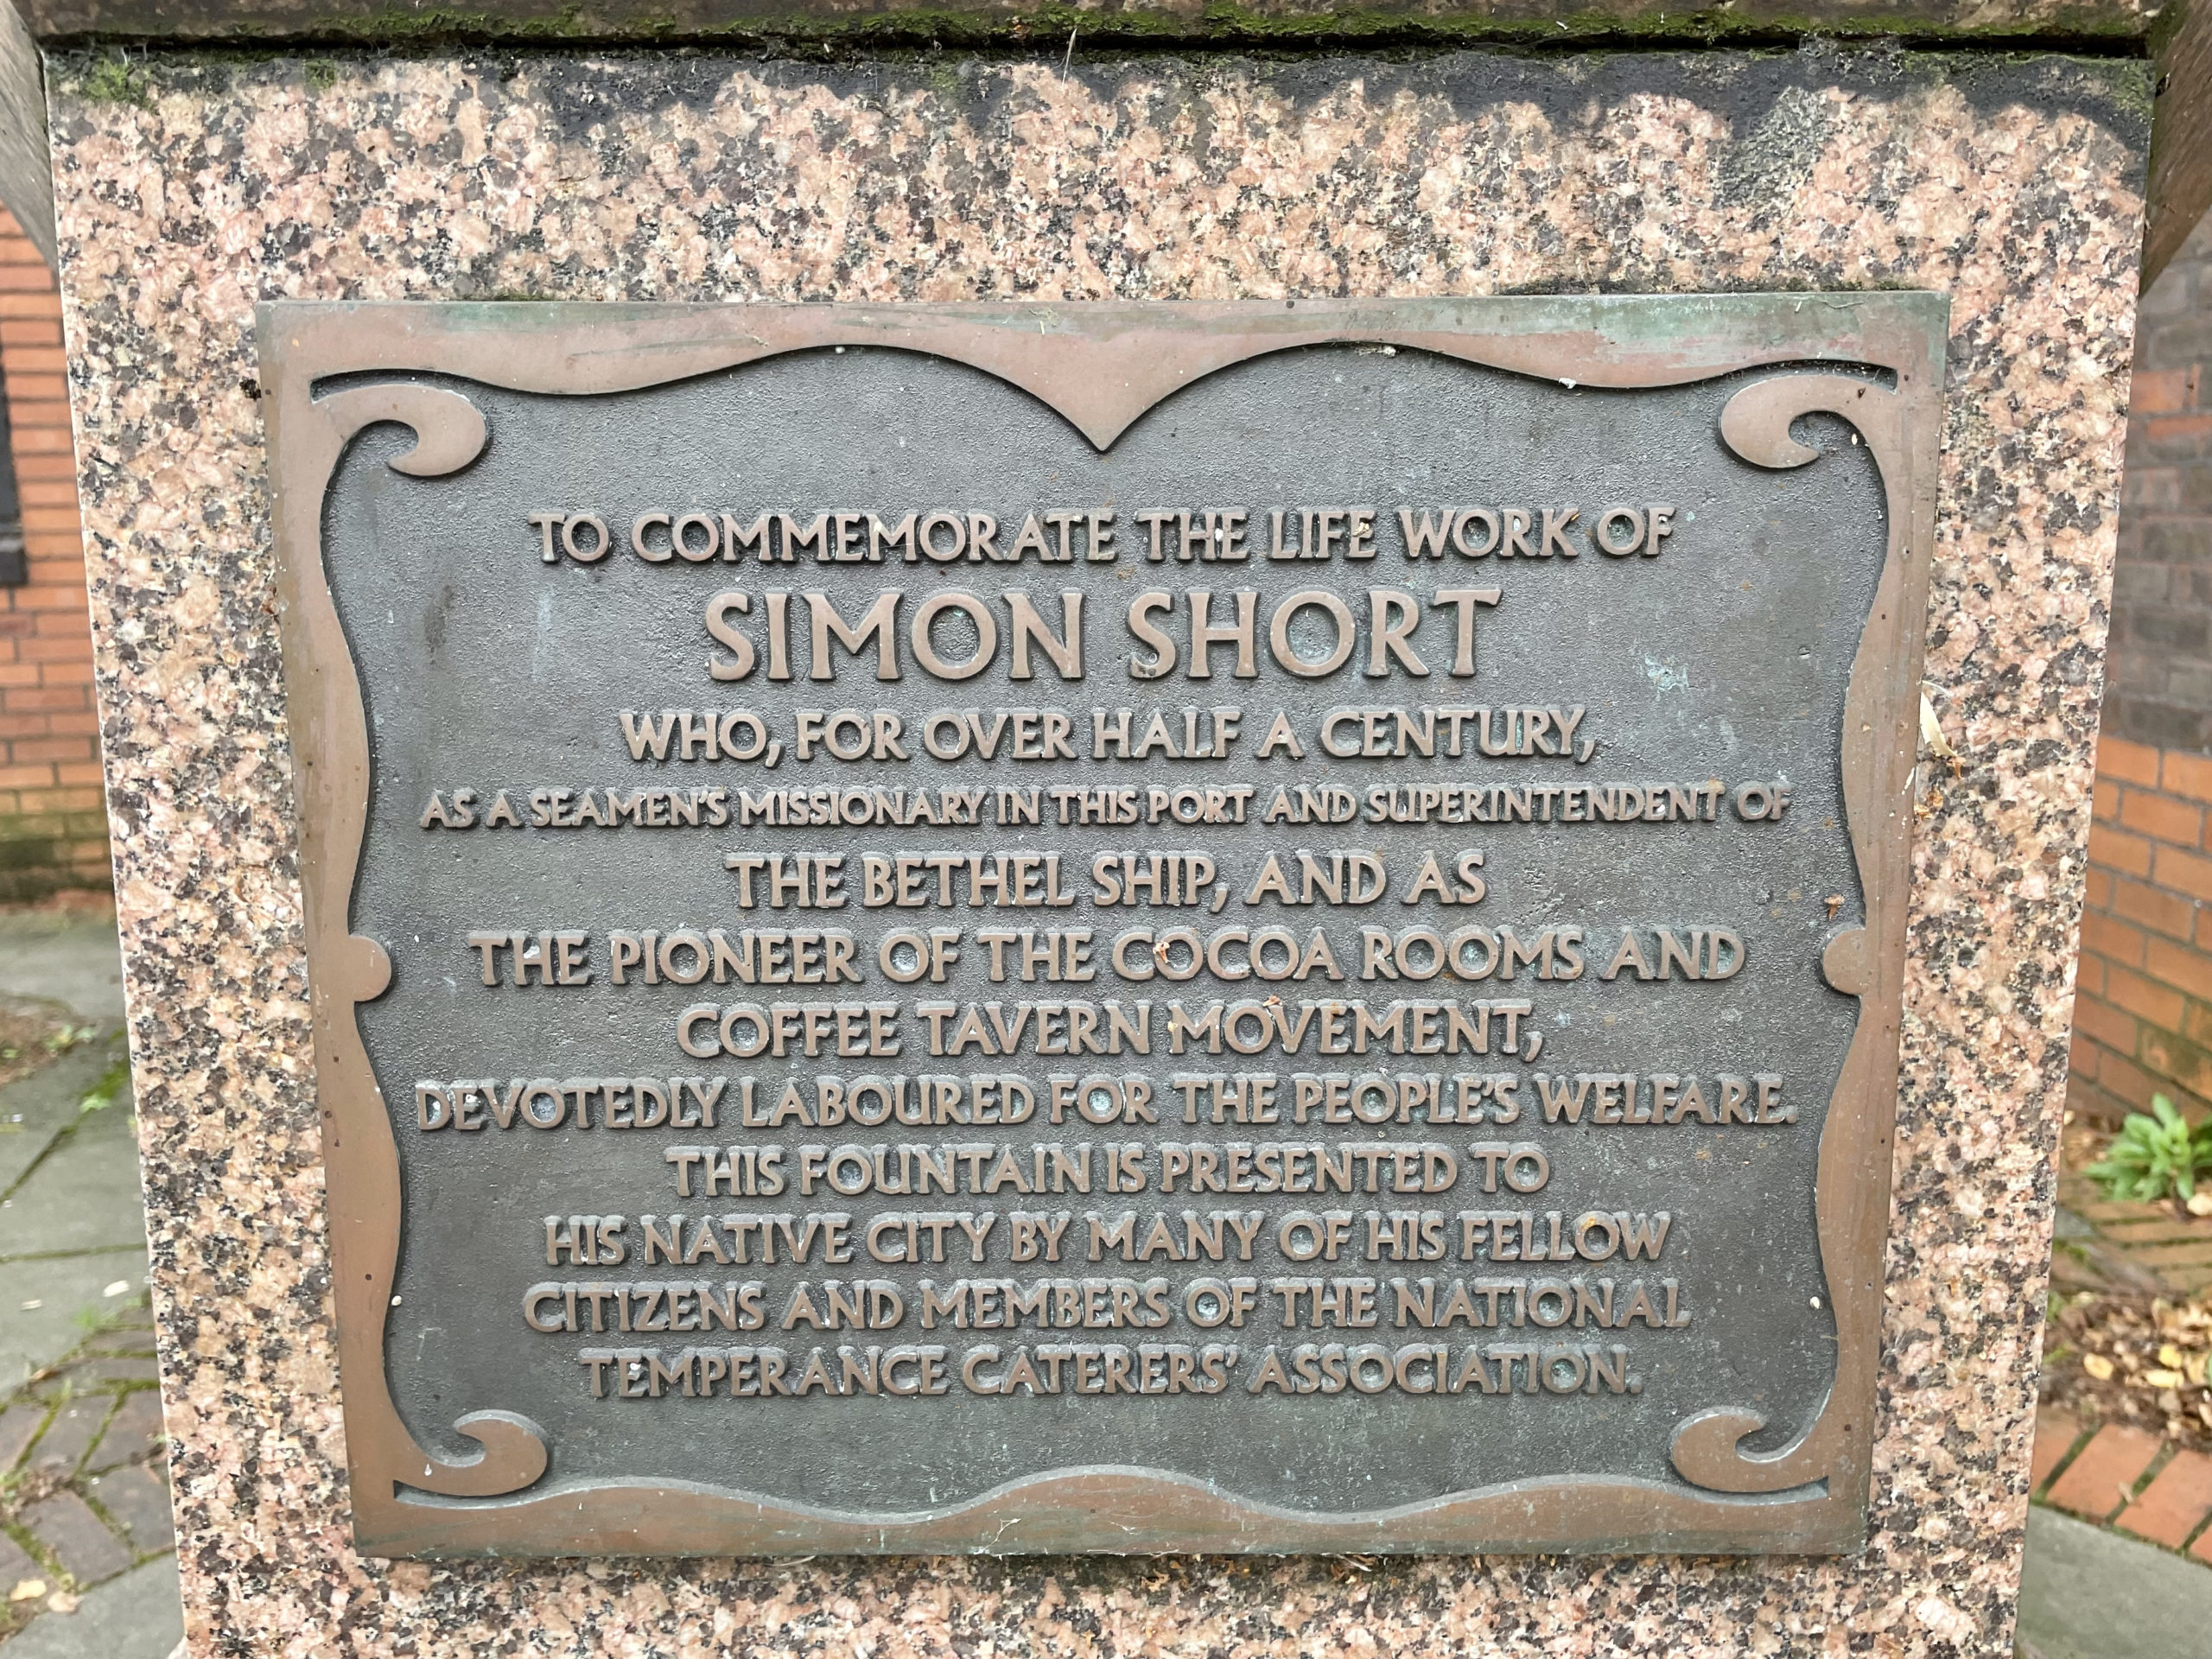 TO COMMEMORATE THE LIFE WORK OF
SIMON SHORT
WHO, FOR OVER HALF A CENTURY,
AS A SEAMEN'S MISSIONARY IN THIS PORT AND SUPERINTENDENT OF
THE BETHEL SHIP, AND AS
THE PIONEER OF THE COCOA ROOMS AND
COFFEE TAVERN MOVEMENT,
DEVOTEDLY LABOURED FOR THE PEOPLE'S WELFARE.
THIS FOUNTAIN IS PRESENTED TO
HIS NATIVE CITY BY MANY OF HIS FELLOW
CITIZENS AND MEMBERS OF THE NATIONAL
TEMPERANCE CATERERS' ASSOCIATION.